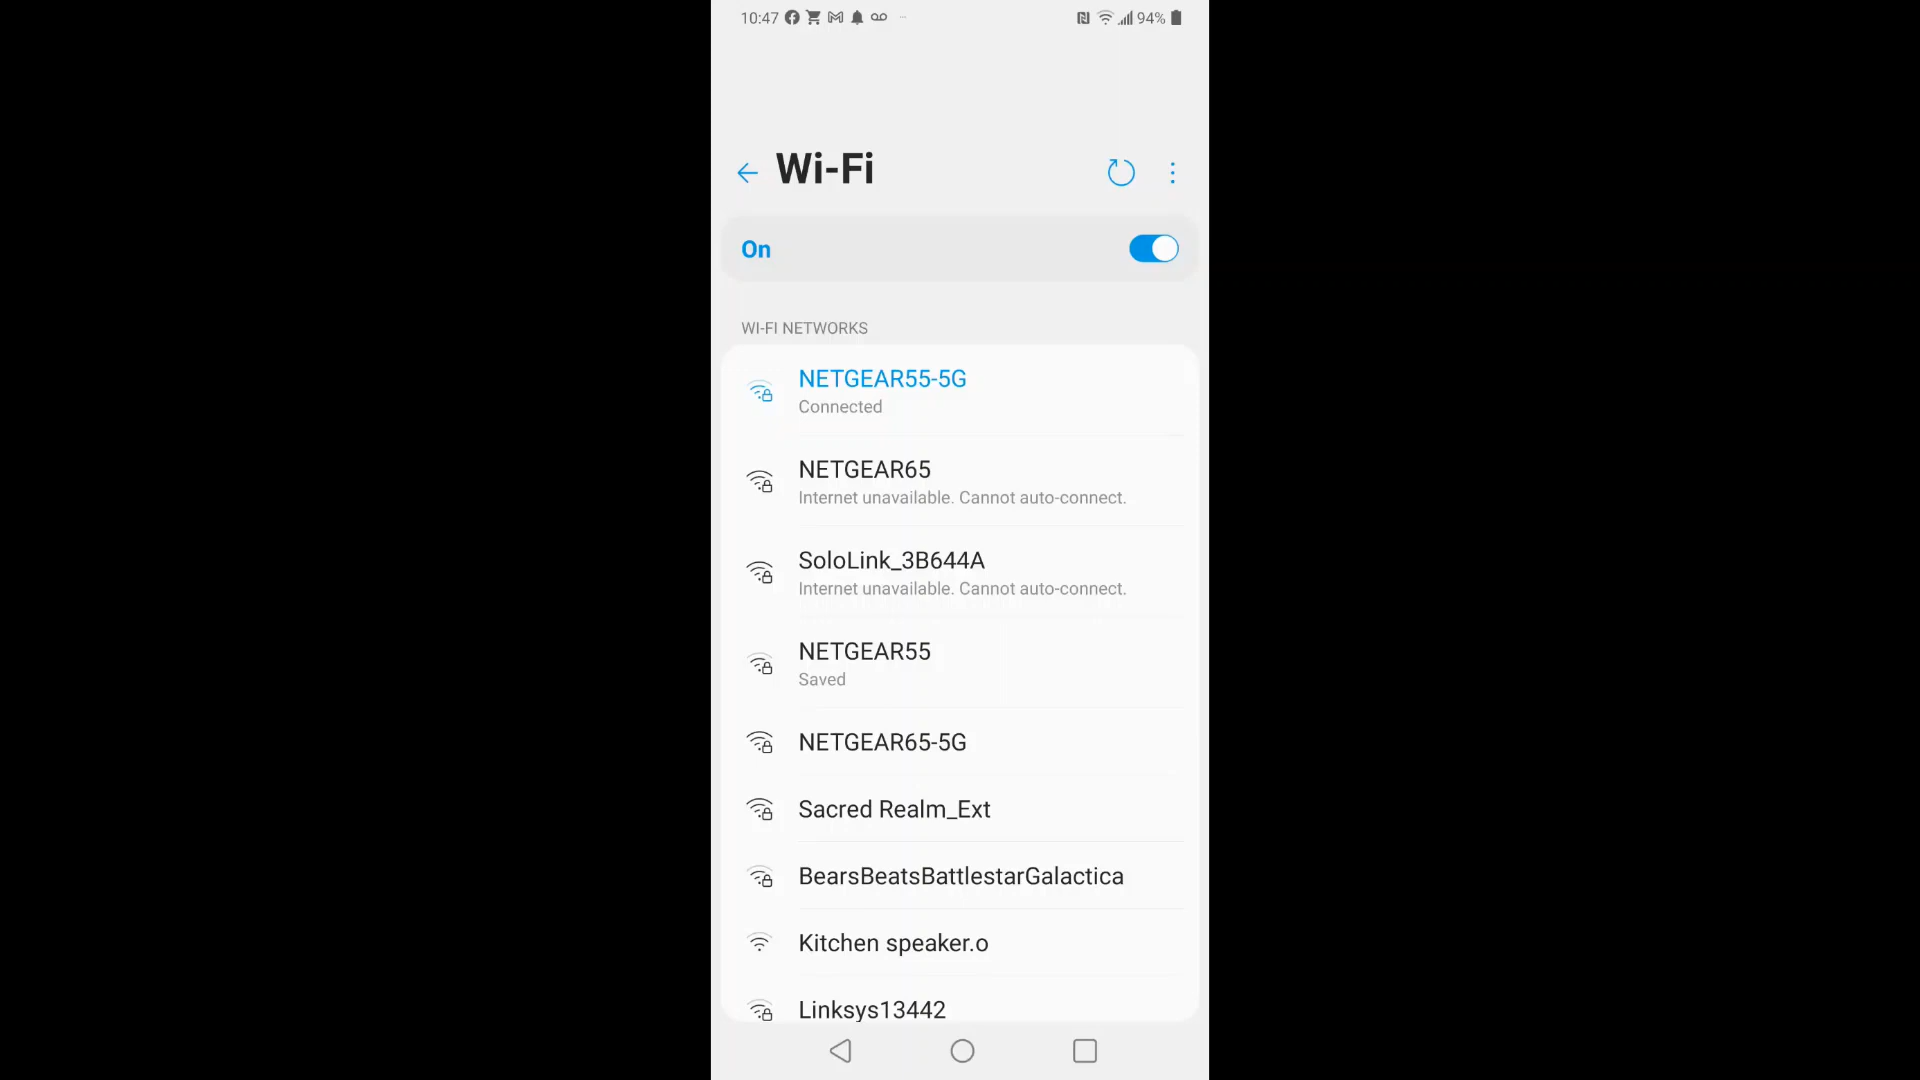 10:47 94%
Wi-Fi
On
WI-FI NETWORKS
NETGEAR55-5G
Connected
NETGEAR65
Internet unavailable. Cannot auto-connect.
SoloLink_3B644A
Internet unavailable. Cannot auto-connect.
NETGEAR55
Saved
NETGEAR65-5G
Sacred Realm_Ext
BearsBeatsBattlestarGalactica
Kitchen speaker.o
Linksys13442